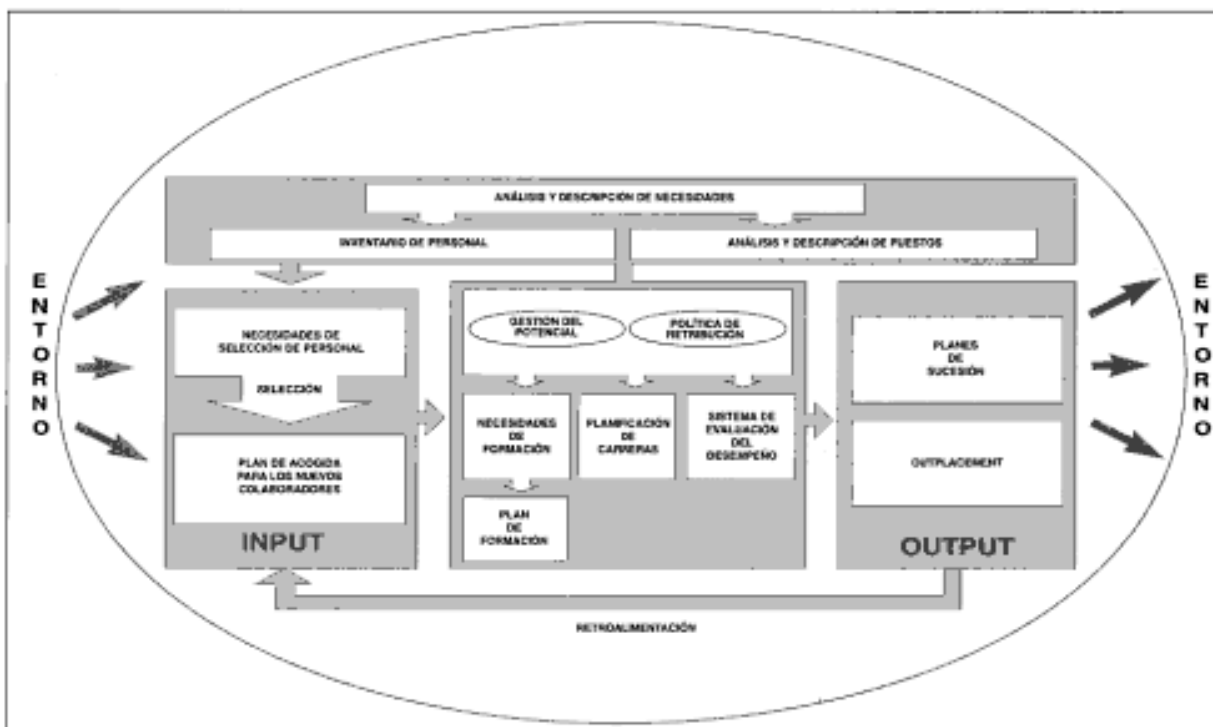 ANÁLISIS Y DESCRIPCIÓN DE NECESIDADES
INVENTARIO DE PERSONAL
ANÁLISIS Y DESCRIPCIÓN DE PUESTOS
ENTORNO
NECESIDADES DE
SELECCIÓN DE PERSONAL
SELECCIÓN
PLAN DE ACOGIDA
PARA LOS NUEVOS
COLABORADORES
INPUT
GESTIÓN DEL
POTENCIAL
POLÍTICA DE
RETRIBUCIÓN
NECESIDADES
DE
FORMACIÓN
PLANIFICACIÓN
DE
CARRERAS
SISTEMA DE
EVALUACIÓN
DEL
DESEMPEÑO
PLAN
DE
FORMACIÓN
PLANES
DE
SUCESIÓN
OUTPLACEMENT
OUTPUT
ENTORNO
RETROALIMENTACIÓN